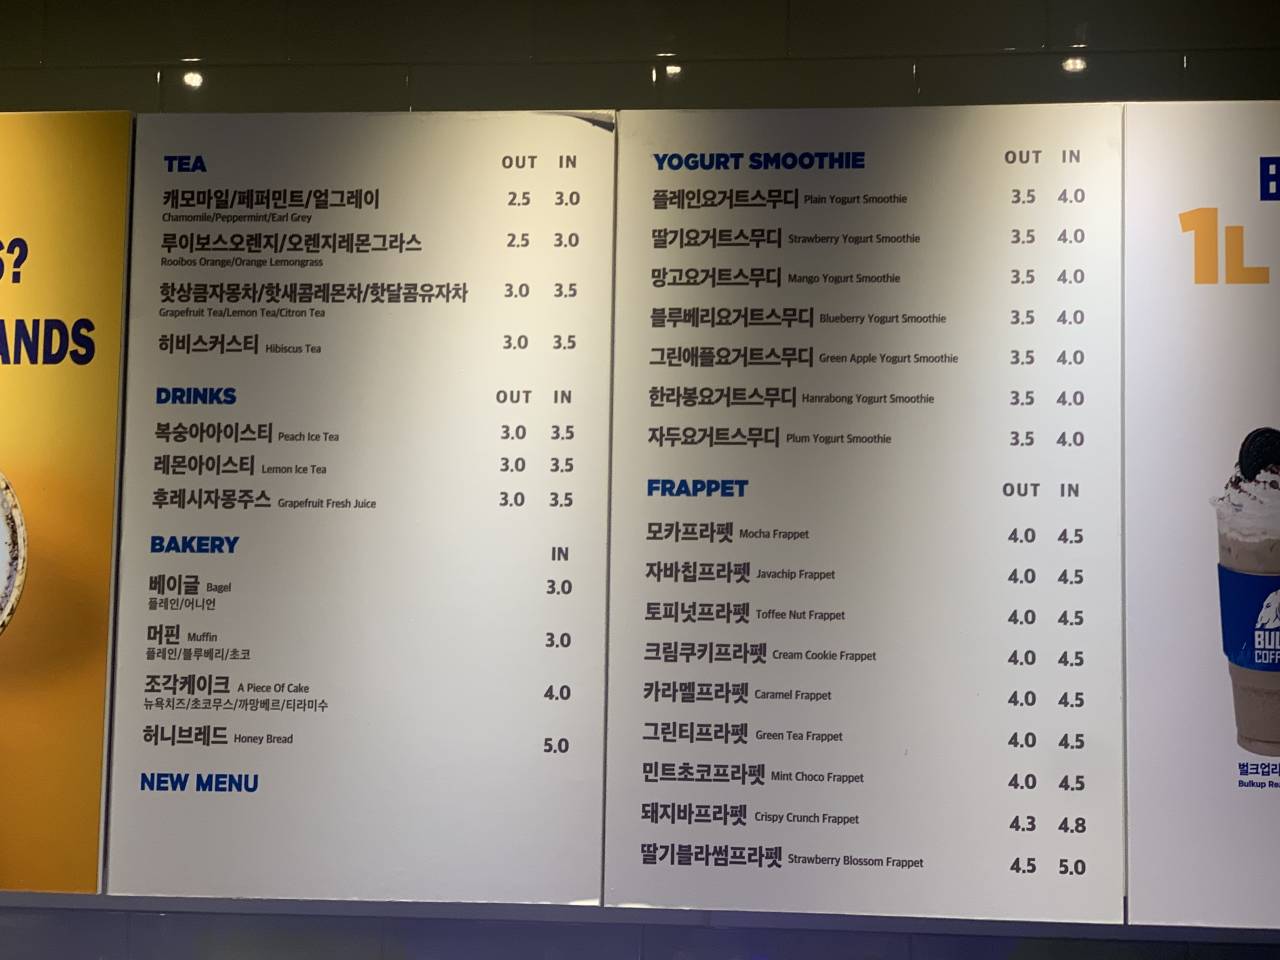 S?
ANDS
TEA OUT IN
캐모마일/페퍼민트/얼그레이 2.5 3.0
Chamomile/Peppermint/Earl Grey
루이보스오렌지/오렌지레몬그라스 2.5 3.0
Rooibos Orange/Orange Lemongrass
핫상큼자몽차/핫새콤레몬차/핫달콤유자차 3.0 3.5
Grapefruit Tea/Lemon Tea/Citron Tea
히비스커스티 Hibiscus Tea 3.0 3.5
DRINKS OUT IN
복숭아아이스티 Peach Ice Tea 3.0 3.5
레몬아이스티 Lemon Ice Tea 3.0 3.5
후레시자몽주스 Grapefruit Fresh Juice 3.0 3.5
BAKERY IN
베이글 Bagel 3.0
플레인/어니언
머핀 Muffin 3.0
플레인/블루베리/초코
조각케이크 A Piece Of Cake 4.0
뉴욕치즈/초코무스/까망베르/티라미수
허니브레드 Honey Bread 5.0
NEW MENU
YOGURT SMOOTHIE OUT IN
플레인요거트스무디 Plain Yogurt Smoothie 3.5 4.0
딸기요거트스무디 Strawberry Yogurt Smoothie 3.5 4.0
망고요거트스무디 Mango Yogurt Smoothie 3.5 4.0
블루베리요거트스무디 Blueberry Yogurt Smoothie 3.5 4.0
그린애플요거트스무디 Green Apple Yogurt Smoothie 3.5 4.0
한라봉요거트스무디 Hanrabong Yogurt Smoothie 3.5 4.0
자두요거트스무디 Plum Yogurt Smoothie 3.5 4.0
FRAPPET OUT IN
모카프라펫 Mocha Frappet 4.0 4.5
자바칩프라펫 Javachip Frappet 4.0 4.5
토피넛프라펫 Toffee Nut Frappet 4.0 4.5
크림쿠키프라펫 Cream Cookie Frappet 4.0 4.5
카라멜프라펫 Caramel Frappet 4.0 4.5
그린티프라펫 Green Tea Frappet 4.0 4.5
민트초코프라펫 Mint Choco Frappet 4.0 4.5
돼지바프라펫 Crispy Crunch Frappet 4.3 4.8
딸기블라썸프라펫 Strawberry Blossom Frappet 4.5 5.0
1L
벌크업리
Bulkup Re